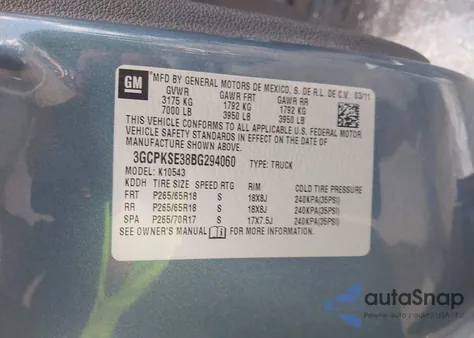 GM
MFD BY GENERAL MOTORS DE MEXICO, S. DE R.L. DE C.V. 03/11
GVWR GAWR FRT GAWR RR
3175 KG 1792 KG 1792 KG
7000 LB 3950 LB 3950 LB
THIS VEHICLE CONFORMS TO ALL APPLICABLE U.S. FEDERAL MOTOR
VEHICLE SAFETY STANDARDS IN EFFECT ON THE DATE OF
MANUFACTURE SHOWN ABOVE.
3GCPKSE38BG294060 TYPE: TRUCK
MODEL: K10543
KDDH TIRE SIZE SPEED RTG RIM COLD TIRE PRESSURE
FRT P265/65R18 S 18X8J 240KPA(35PSI)
RR P265/65R18 S 18X8J 240KPA(35PSI)
SPA P265/70R17 S 17X7.5J 240KPA(35PSI)
SEE OWNER'S MANUAL FOR MORE INFORMATION
autoSnap